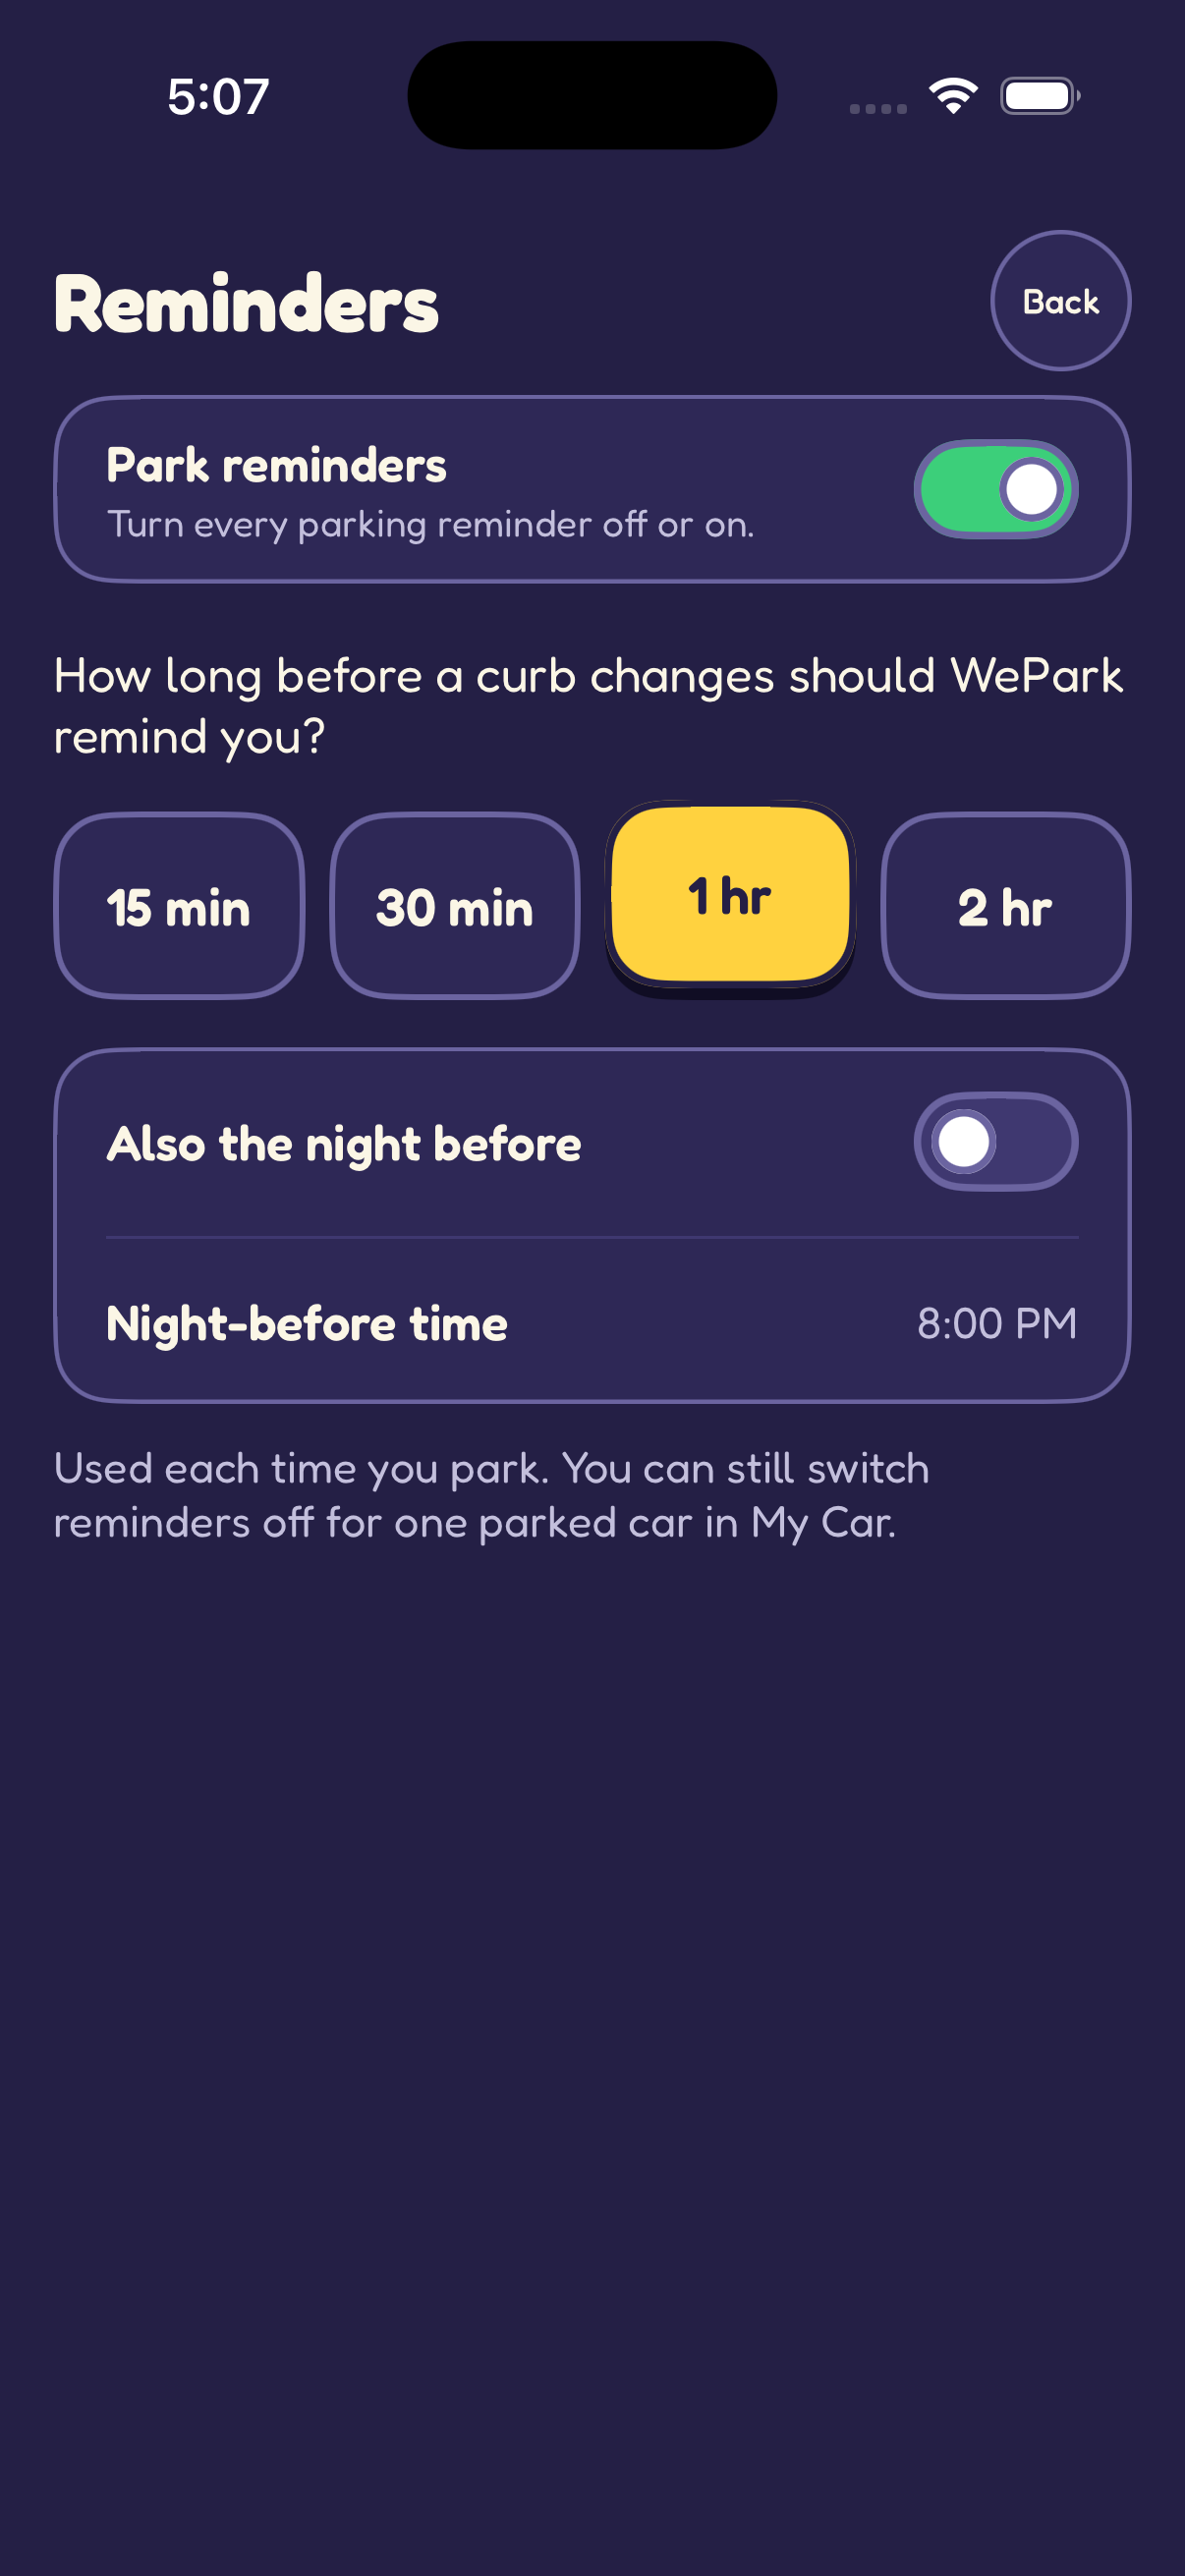 5:07
Reminders
Back
Park reminders
Turn every parking reminder off or on.
How long before a curb changes should WePark
remind you?
15 min
30 min
1 hr
2 hr
Also the night before
Night-before time
8:00 PM
Used each time you park. You can still switch
reminders off for one parked car in My Car.